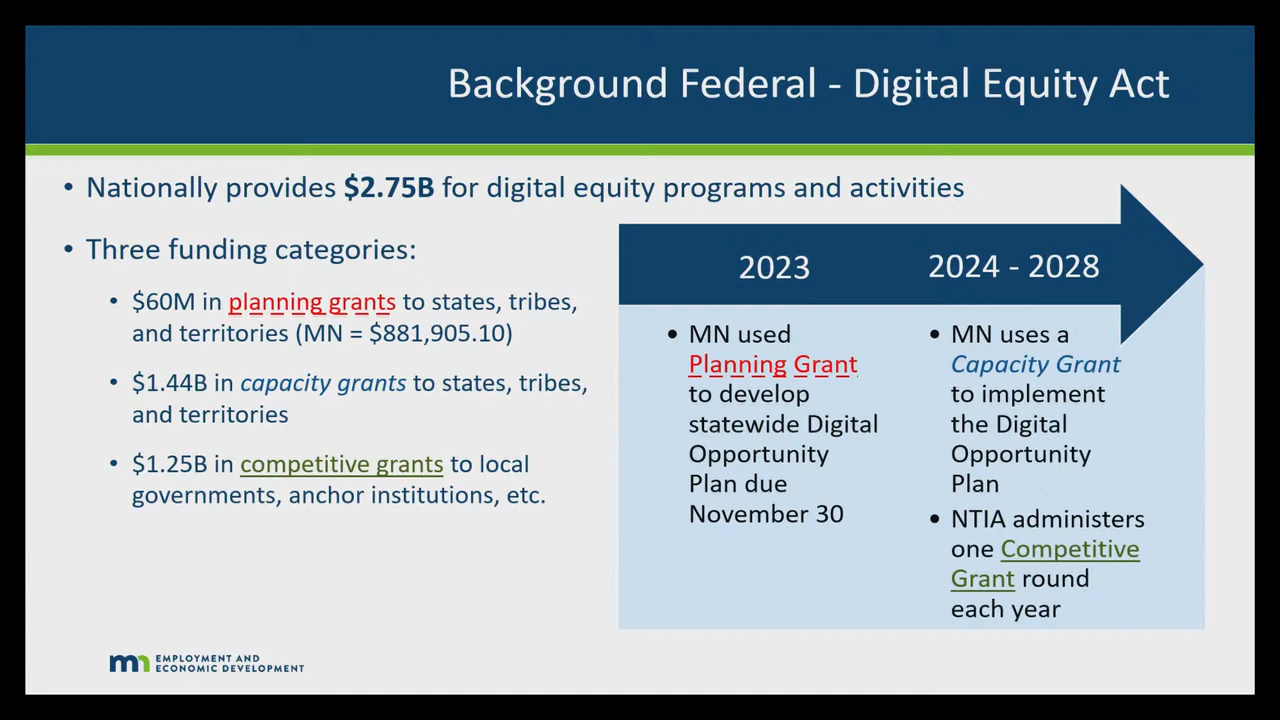 Background Federal - Digital Equity Act
• Nationally provides $2.75B for digital equity programs and activities
• Three funding categories:
• $60M in planning grants to states, tribes,
and territories (MN = $881,905.10)
• $1.44B in capacity grants to states, tribes,
and territories
• $1.25B in competitive grants to local
governments, anchor institutions, etc.
2023
• MN used
Planning Grant
to develop
statewide Digital
Opportunity
Plan due
November 30
2024 - 2028
• MN uses a
Capacity Grant
to implement
the Digital
Opportunity
Plan
• NTIA administers
one Competitive
Grant round
each year
mn EMPLOYMENT AND
ECONOMIC DEVELOPMENT